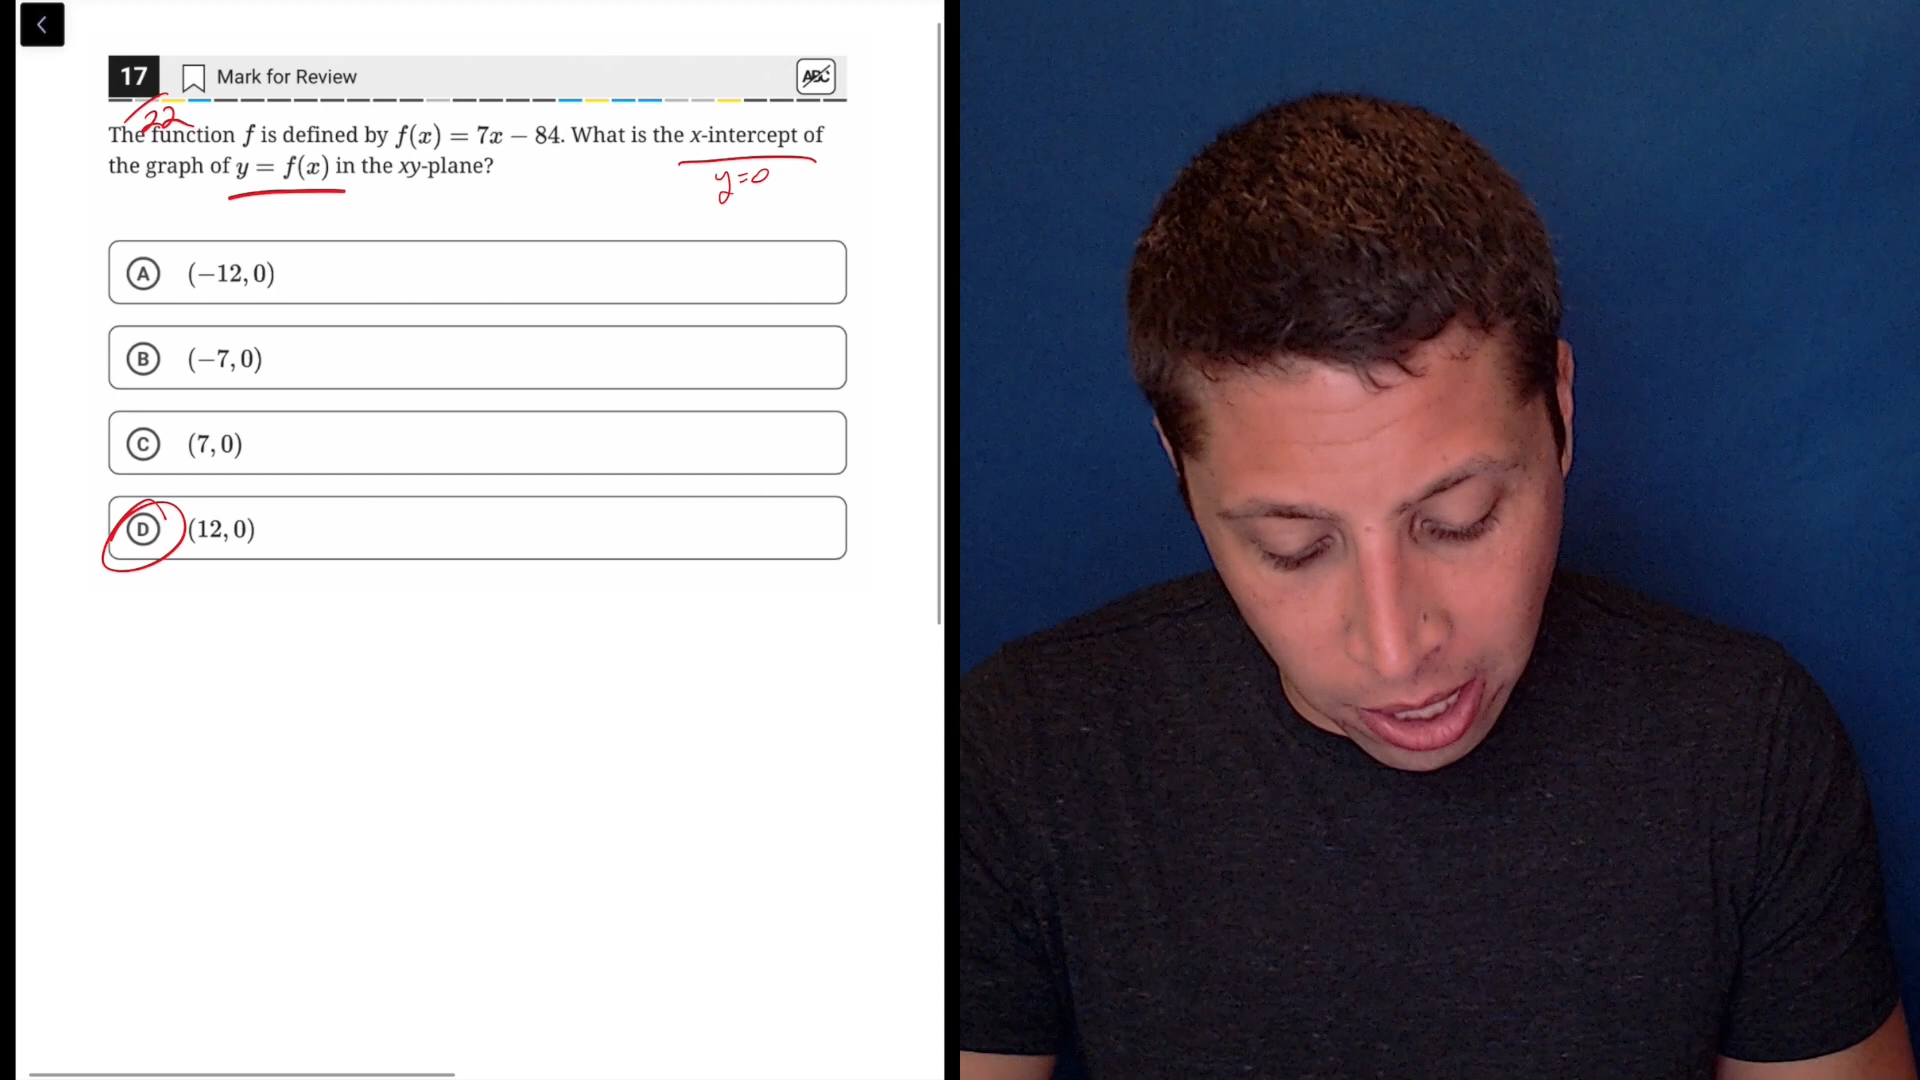 17 Mark for Review ABC
/22
The function f is defined by f(x) = 7x − 84. What is the x-intercept of
the graph of y = f(x) in the xy-plane?
y=0
A (−12, 0)
B (−7, 0)
C (7, 0)
D (12, 0)